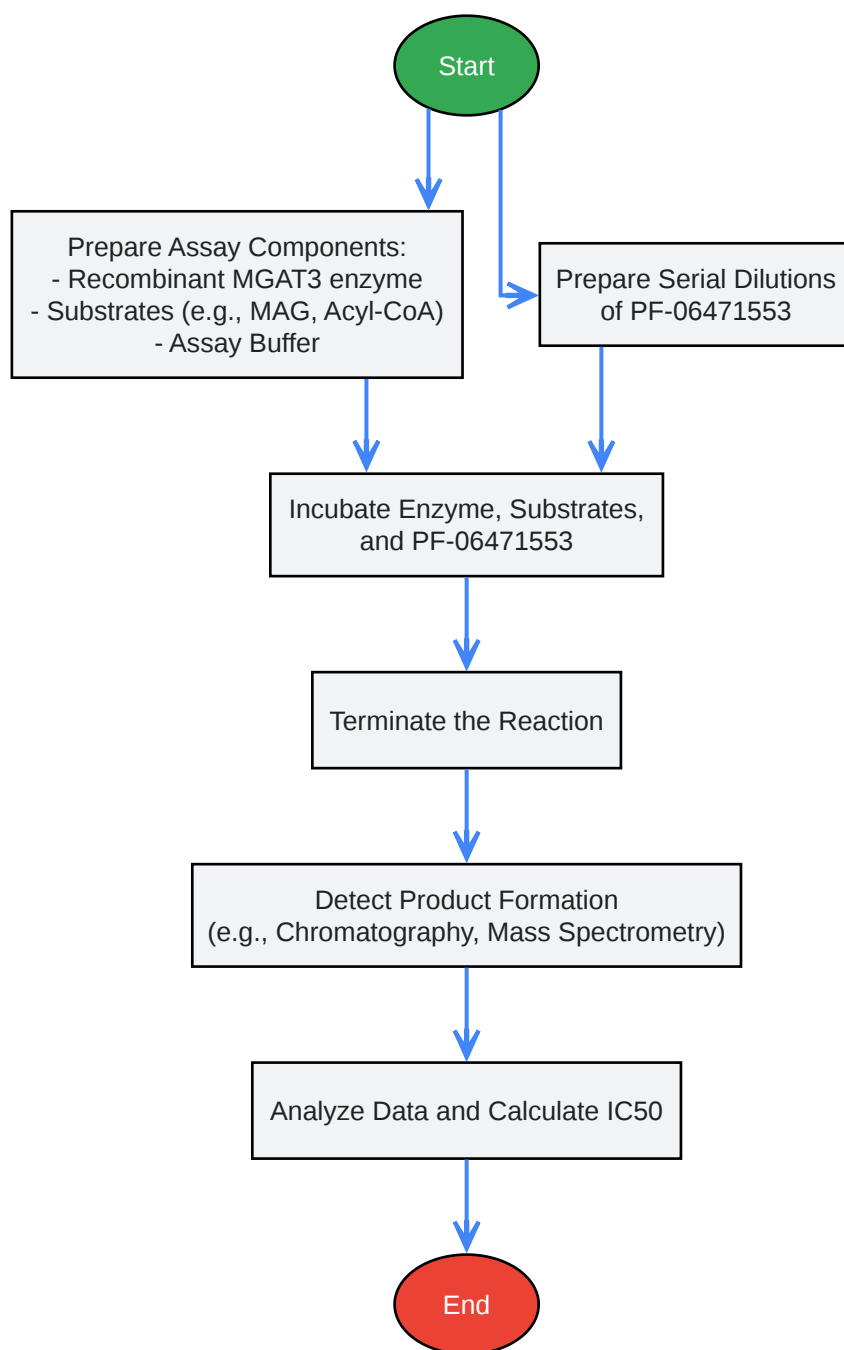 Start
Prepare Assay Components:
- Recombinant MGAT3 enzyme
- Substrates (e.g., MAG, Acyl-CoA)
- Assay Buffer
Prepare Serial Dilutions
of PF-06471553
Incubate Enzyme, Substrates,
and PF-06471553
Terminate the Reaction
Detect Product Formation
(e.g., Chromatography, Mass Spectrometry)
Analyze Data and Calculate IC50
End